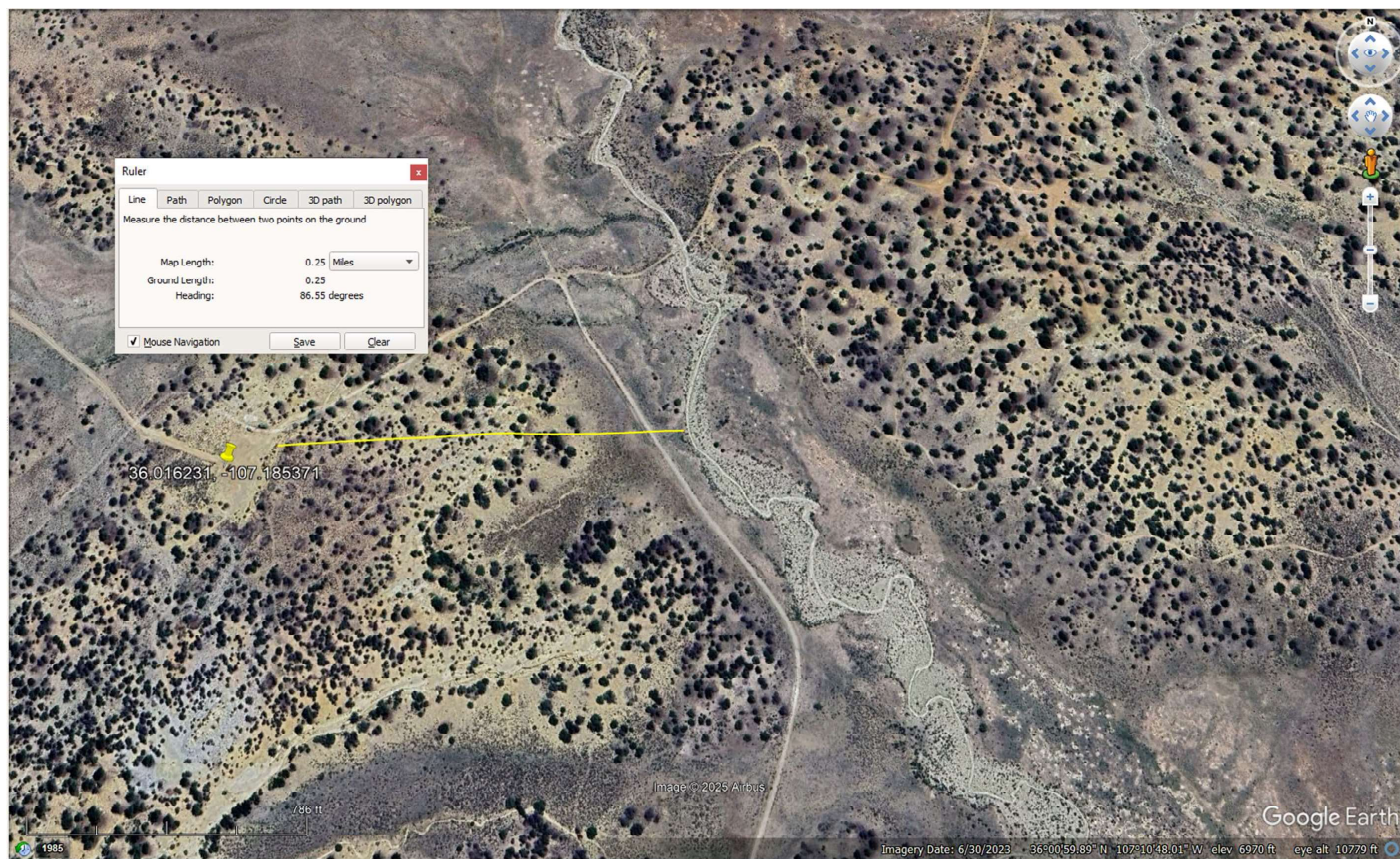 N
Ruler
x
Line Path Polygon Circle 3D path 3D polygon
Measure the distance between two points on the ground
Map Length: 0.25 Miles
Ground Length: 0.25
Heading: 86.55 degrees
Mouse Navigation Save Clear
36.016231, -107.185371
Image © 2025 Airbus
786 ft
Google Earth
1985
Imagery Date: 6/30/2023 36°00'59.89" N 107°10'48.01" W elev 6970 ft eye alt 10779 ft